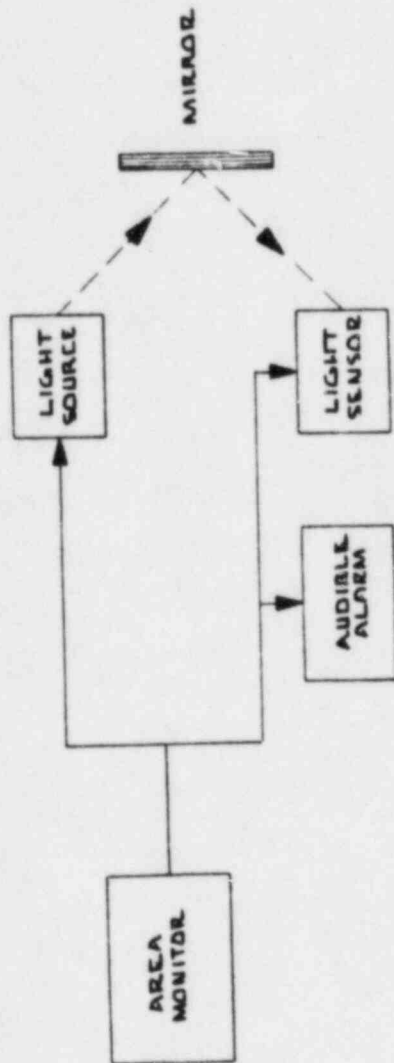 AREA
MONITOR
AUDIBLE
ALARM
LIGHT
SOURCE
LIGHT
SENSOR
MIRROR